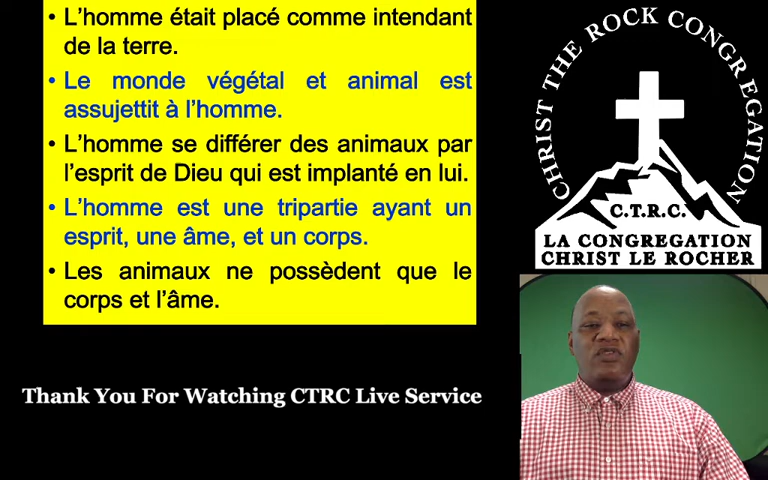 • L'homme était placé comme intendant
de la terre.
• Le monde végétal et animal est
assujettit à l'homme.
• L'homme se différer des animaux par
l'esprit de Dieu qui est implanté en lui.
• L'homme est une tripartie ayant un
esprit, une âme, et un corps.
• Les animaux ne possèdent que le
corps et l'âme.
CHRIST THE ROCK CONGREGATION
C.T.R.C.
LA CONGREGATION
CHRIST LE ROCHER
Thank You For Watching CTRC Live Service